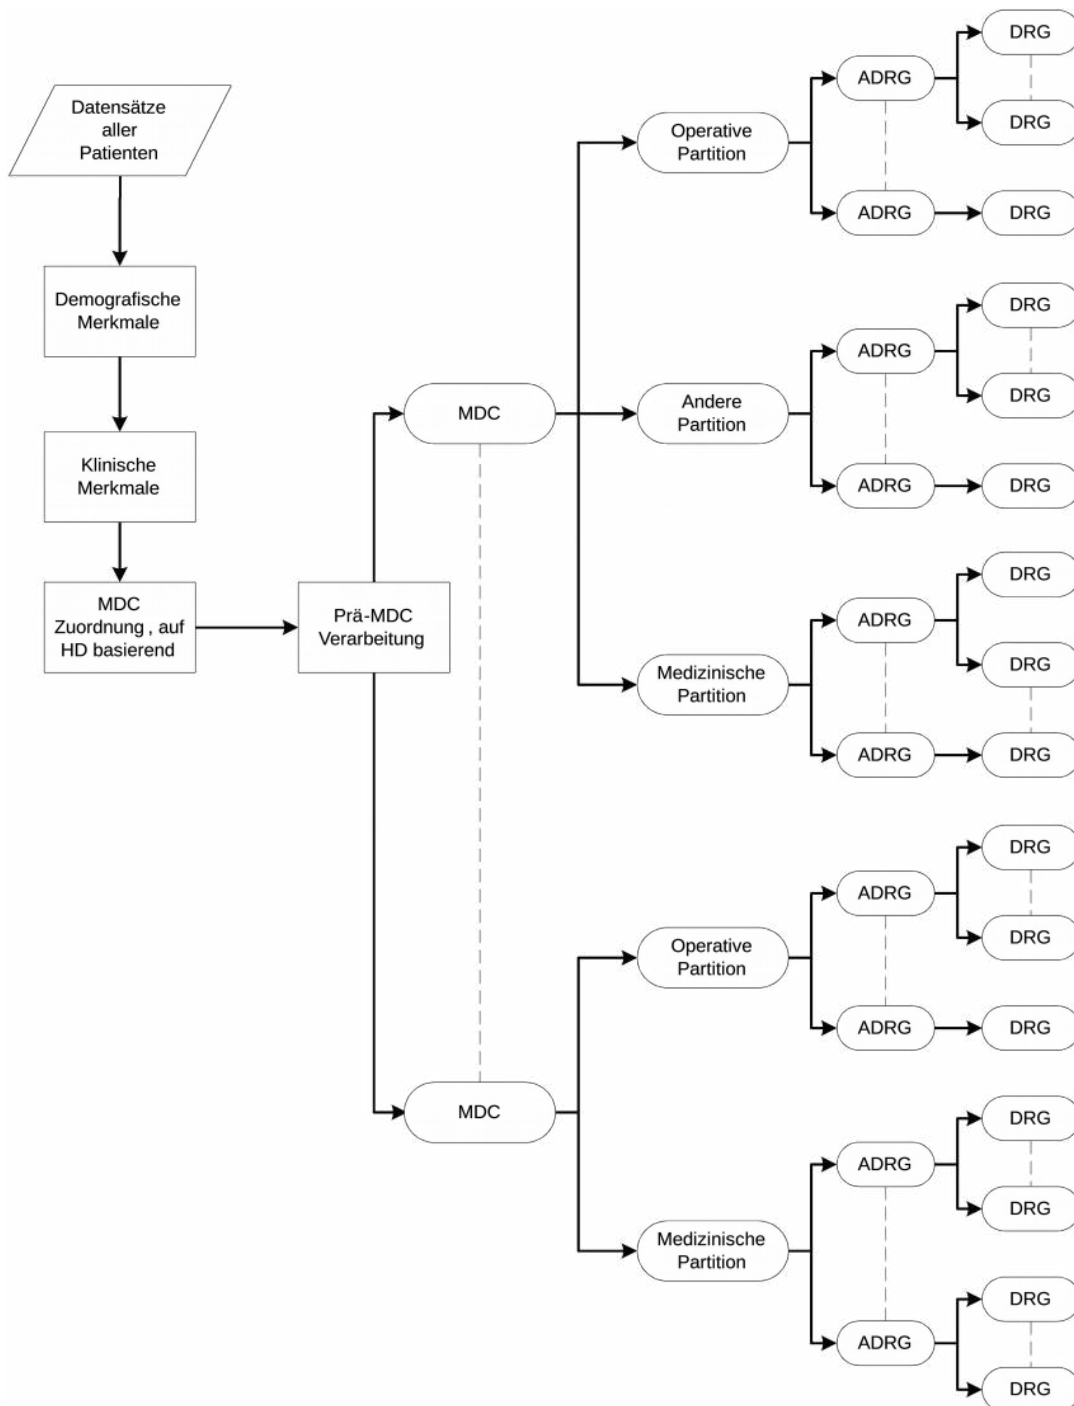 Datensätze
aller
Patienten
Demografische
Merkmale
Klinische
Merkmale
MDC
Zuordnung , auf
HD basierend
Prä-MDC
Verarbeitung
MDC
Operative
Partition
ADRG
DRG
DRG
ADRG
DRG
Andere
Partition
ADRG
DRG
DRG
ADRG
DRG
Medizinische
Partition
ADRG
DRG
DRG
ADRG
DRG
MDC
Operative
Partition
ADRG
DRG
DRG
ADRG
DRG
Medizinische
Partition
ADRG
DRG
DRG
ADRG
DRG
DRG